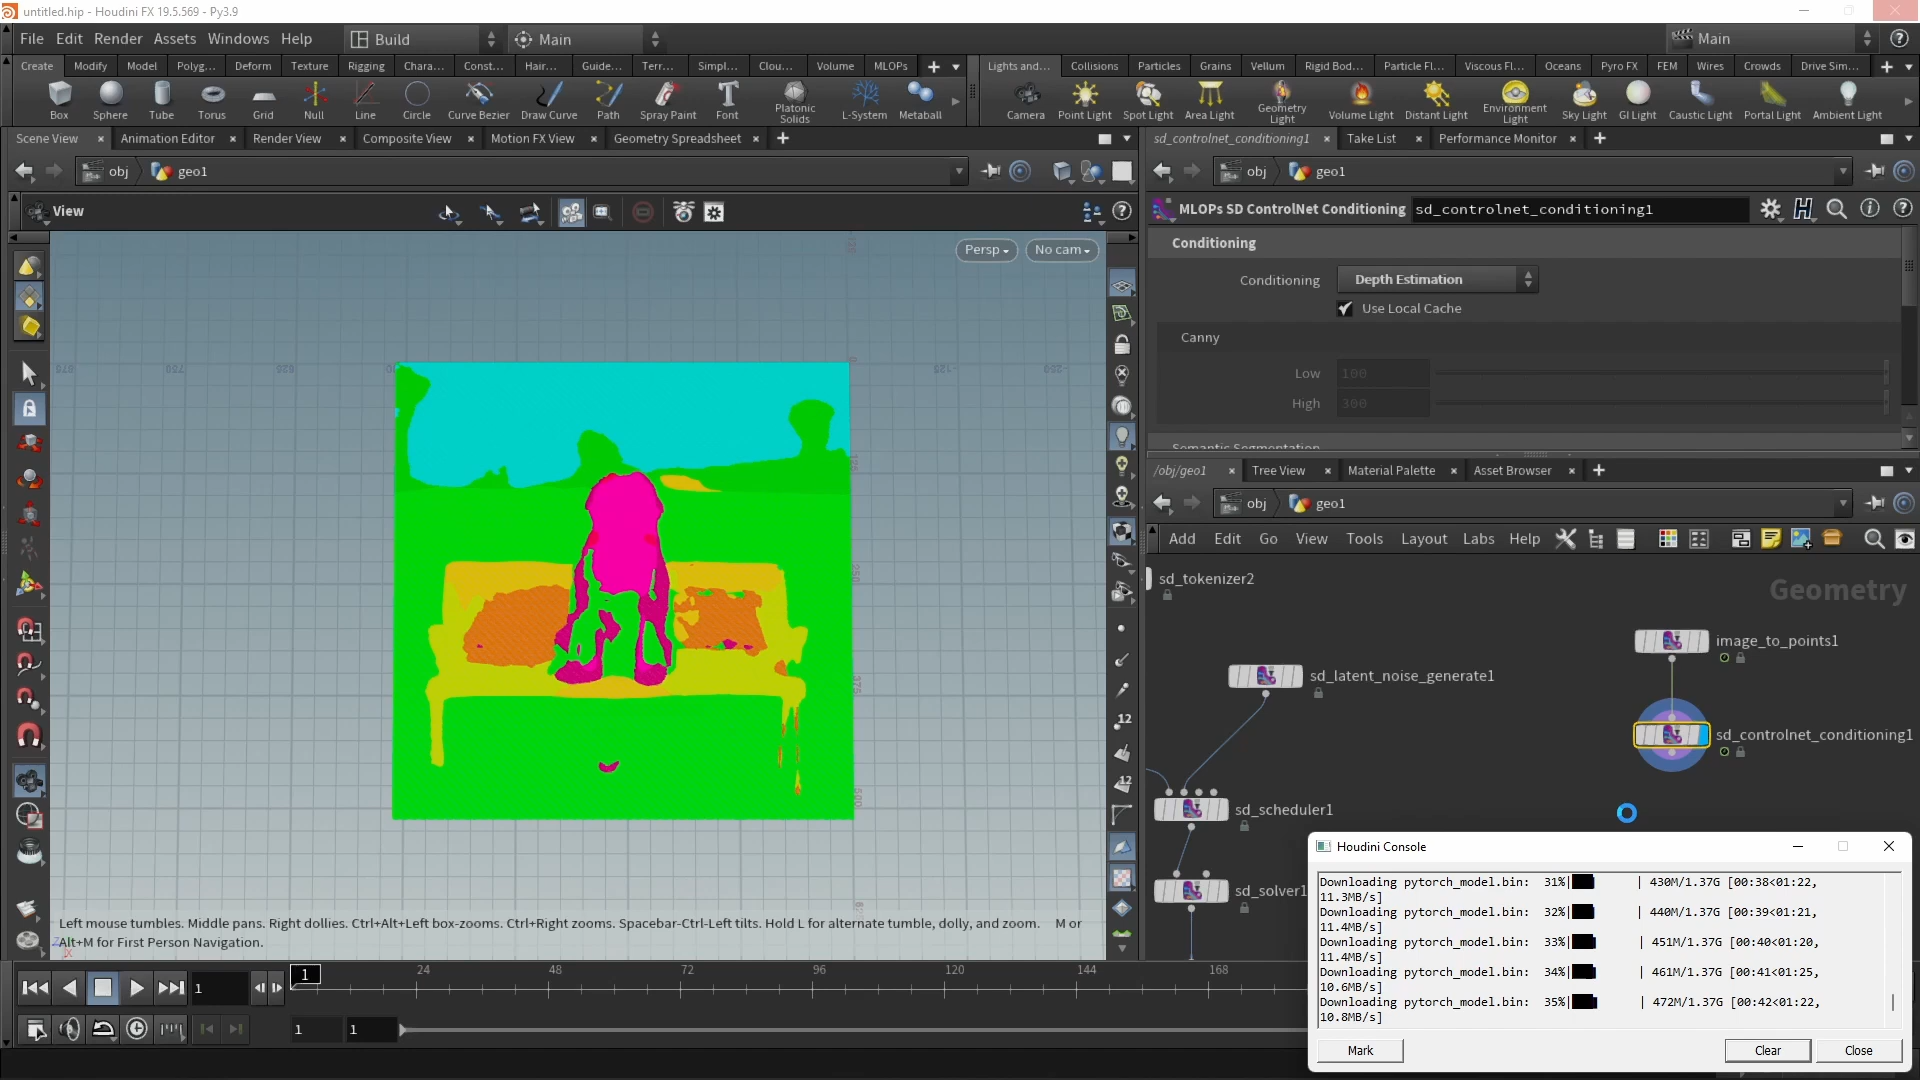 untitled.hip - Houdini FX 19.5.569 - Py3.9
File Edit Render Assets Windows Help Build Main Main
Create Modify Model Polyg... Deform Texture Rigging Chara... Const... Hair... Guide... Terr... Simpl... Clou... Volume MLOPs
Lights and... Collisions Particles Grains Vellum Rigid Bod... Particle Fl... Viscous Fl... Oceans Pyro FX FEM Wires Crowds Drive Sim...
Box Sphere Tube Torus Grid Null Line Circle Curve Bezier Draw Curve Path Spray Paint Font Platonic Solids L-System Metaball
Camera Point Light Spot Light Area Light Geometry Light Volume Light Distant Light Environment Light Sky Light GI Light Caustic Light Portal Light Ambient Light
Scene View Animation Editor Render View Composite View Motion FX View Geometry Spreadsheet
obj geo1
View
Persp No cam
Left mouse tumbles. Middle pans. Right dollies. Ctrl+Alt+Left box-zooms. Ctrl+Right zooms. Spacebar-Ctrl-Left tilts. Hold L for alternate tumble, dolly, and zoom. M or
Alt+M for First Person Navigation.
sd_controlnet_conditioning1 Take List Performance Monitor
obj geo1
MLOPs SD ControlNet Conditioning sd_controlnet_conditioning1
Conditioning
Conditioning Depth Estimation
Use Local Cache
Canny
Low 100
High 300
Semantic Segmentation
/obj/geo1 Tree View Material Palette Asset Browser
obj geo1
Add Edit Go View Tools Layout Labs Help
Geometry
sd_tokenizer2
image_to_points1
sd_latent_noise_generate1
sd_controlnet_conditioning1
sd_scheduler1
sd_solver1
12
12
1 24 48 72 96 120 144 168
1
1 1
Houdini Console
Downloading pytorch_model.bin: 31%| | 430M/1.37G [00:38<01:22,
11.3MB/s]
Downloading pytorch_model.bin: 32%| | 440M/1.37G [00:39<01:21,
11.4MB/s]
Downloading pytorch_model.bin: 33%| | 451M/1.37G [00:40<01:20,
11.4MB/s]
Downloading pytorch_model.bin: 34%| | 461M/1.37G [00:41<01:25,
10.6MB/s]
Downloading pytorch_model.bin: 35%| | 472M/1.37G [00:42<01:22,
10.8MB/s]
Mark Clear Close